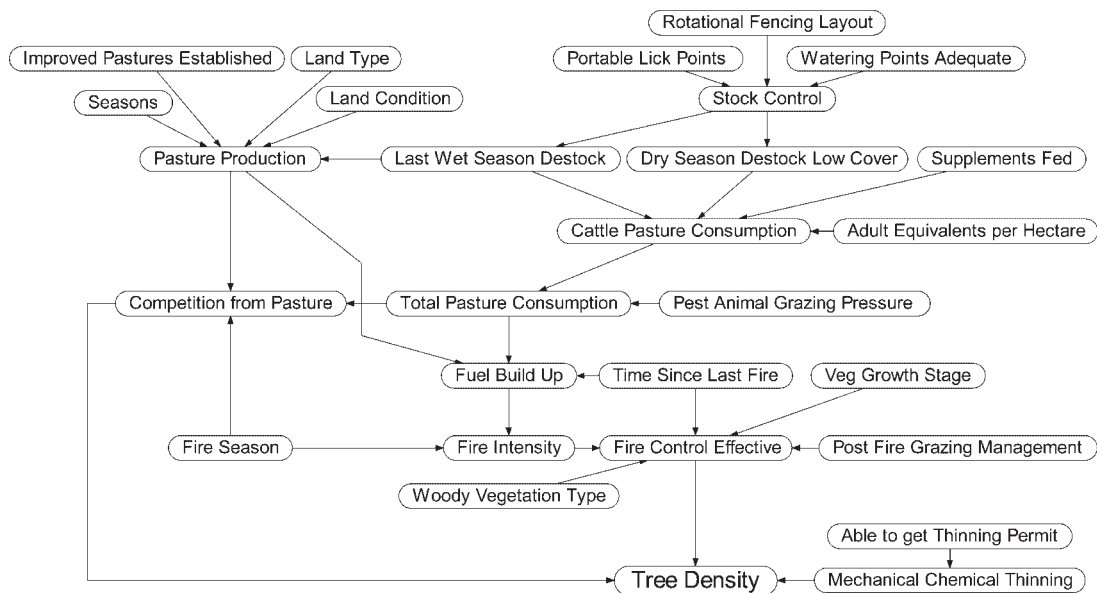 Rotational Fencing Layout
Improved Pastures Established
Land Type
Portable Lick Points
Watering Points Adequate
Seasons
Land Condition
Stock Control
Pasture Production
Last Wet Season Destock
Dry Season Destock Low Cover
Supplements Fed
Cattle Pasture Consumption
Adult Equivalents per Hectare
Competition from Pasture
Total Pasture Consumption
Pest Animal Grazing Pressure
Fuel Build Up
Time Since Last Fire
Veg Growth Stage
Fire Season
Fire Intensity
Fire Control Effective
Post Fire Grazing Management
Woody Vegetation Type
Able to get Thinning Permit
Tree Density
Mechanical Chemical Thinning